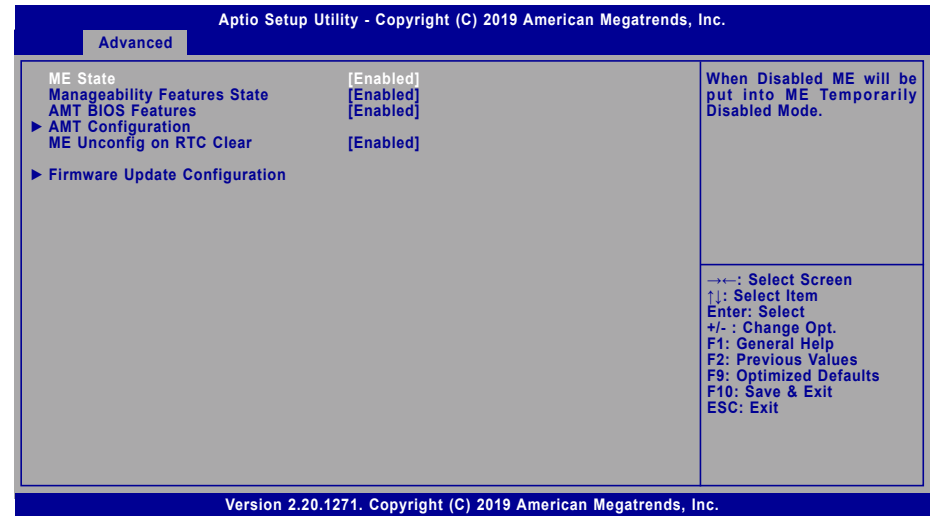 Aptio Setup Utility - Copyright (C) 2019 American Megatrends, Inc.
Advanced
ME State [Enabled]
Manageability Features State [Enabled]
AMT BIOS Features [Enabled]
▶ AMT Configuration
ME Unconfig on RTC Clear [Enabled]
▶ Firmware Update Configuration
When Disabled ME will be
put into ME Temporarily
Disabled Mode.
→←: Select Screen
↑↓: Select Item
Enter: Select
+/- : Change Opt.
F1: General Help
F2: Previous Values
F9: Optimized Defaults
F10: Save & Exit
ESC: Exit
Version 2.20.1271. Copyright (C) 2019 American Megatrends, Inc.